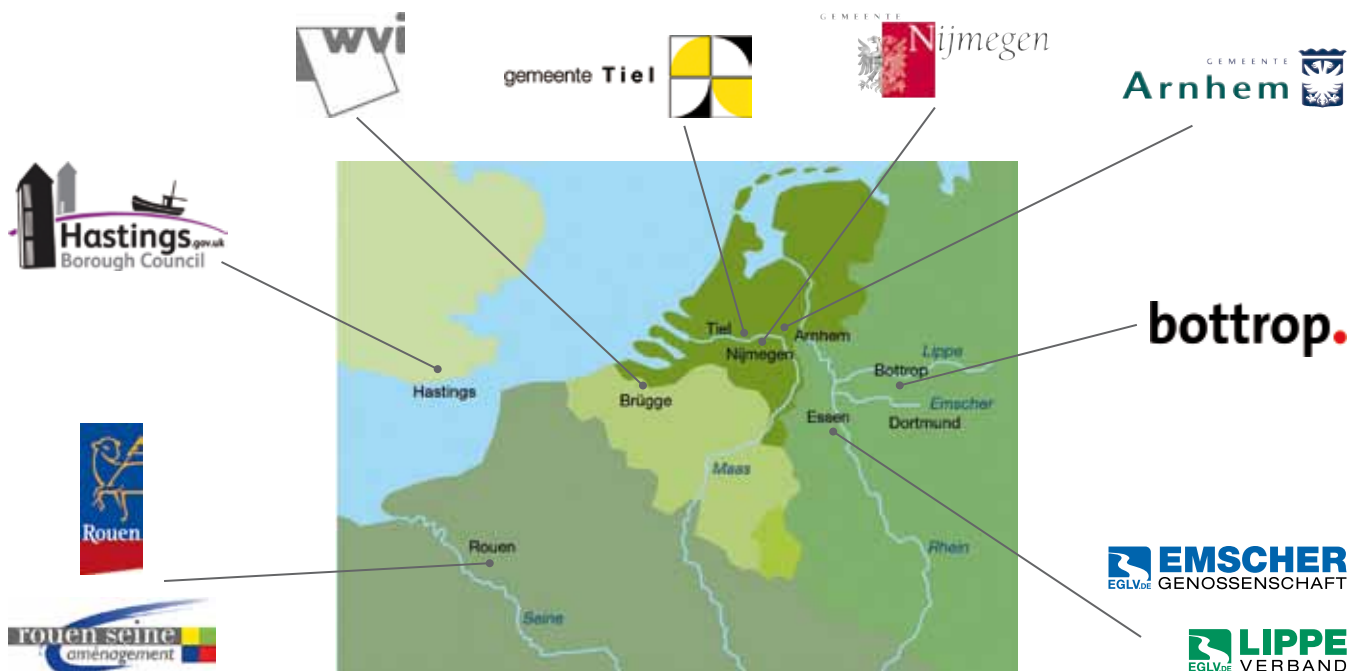 wvi
gemeente Tiel
GEMEENTE
Nijmegen
GEMEENTE
Arnhem
Hastings.gov.uk
Borough Council
bottrop.
Tiel
Arnhem
Nijmegen
Lippe
Bottrop
Hastings
Brügge
Emscher
Essen
Dortmund
Maas
Rouen
Rouen
Rhein
Seine
EMSCHER
EGLV.DE GENOSSENSCHAFT
rouen seine
aménagement
LIPPE
EGLV.DE VERBAND